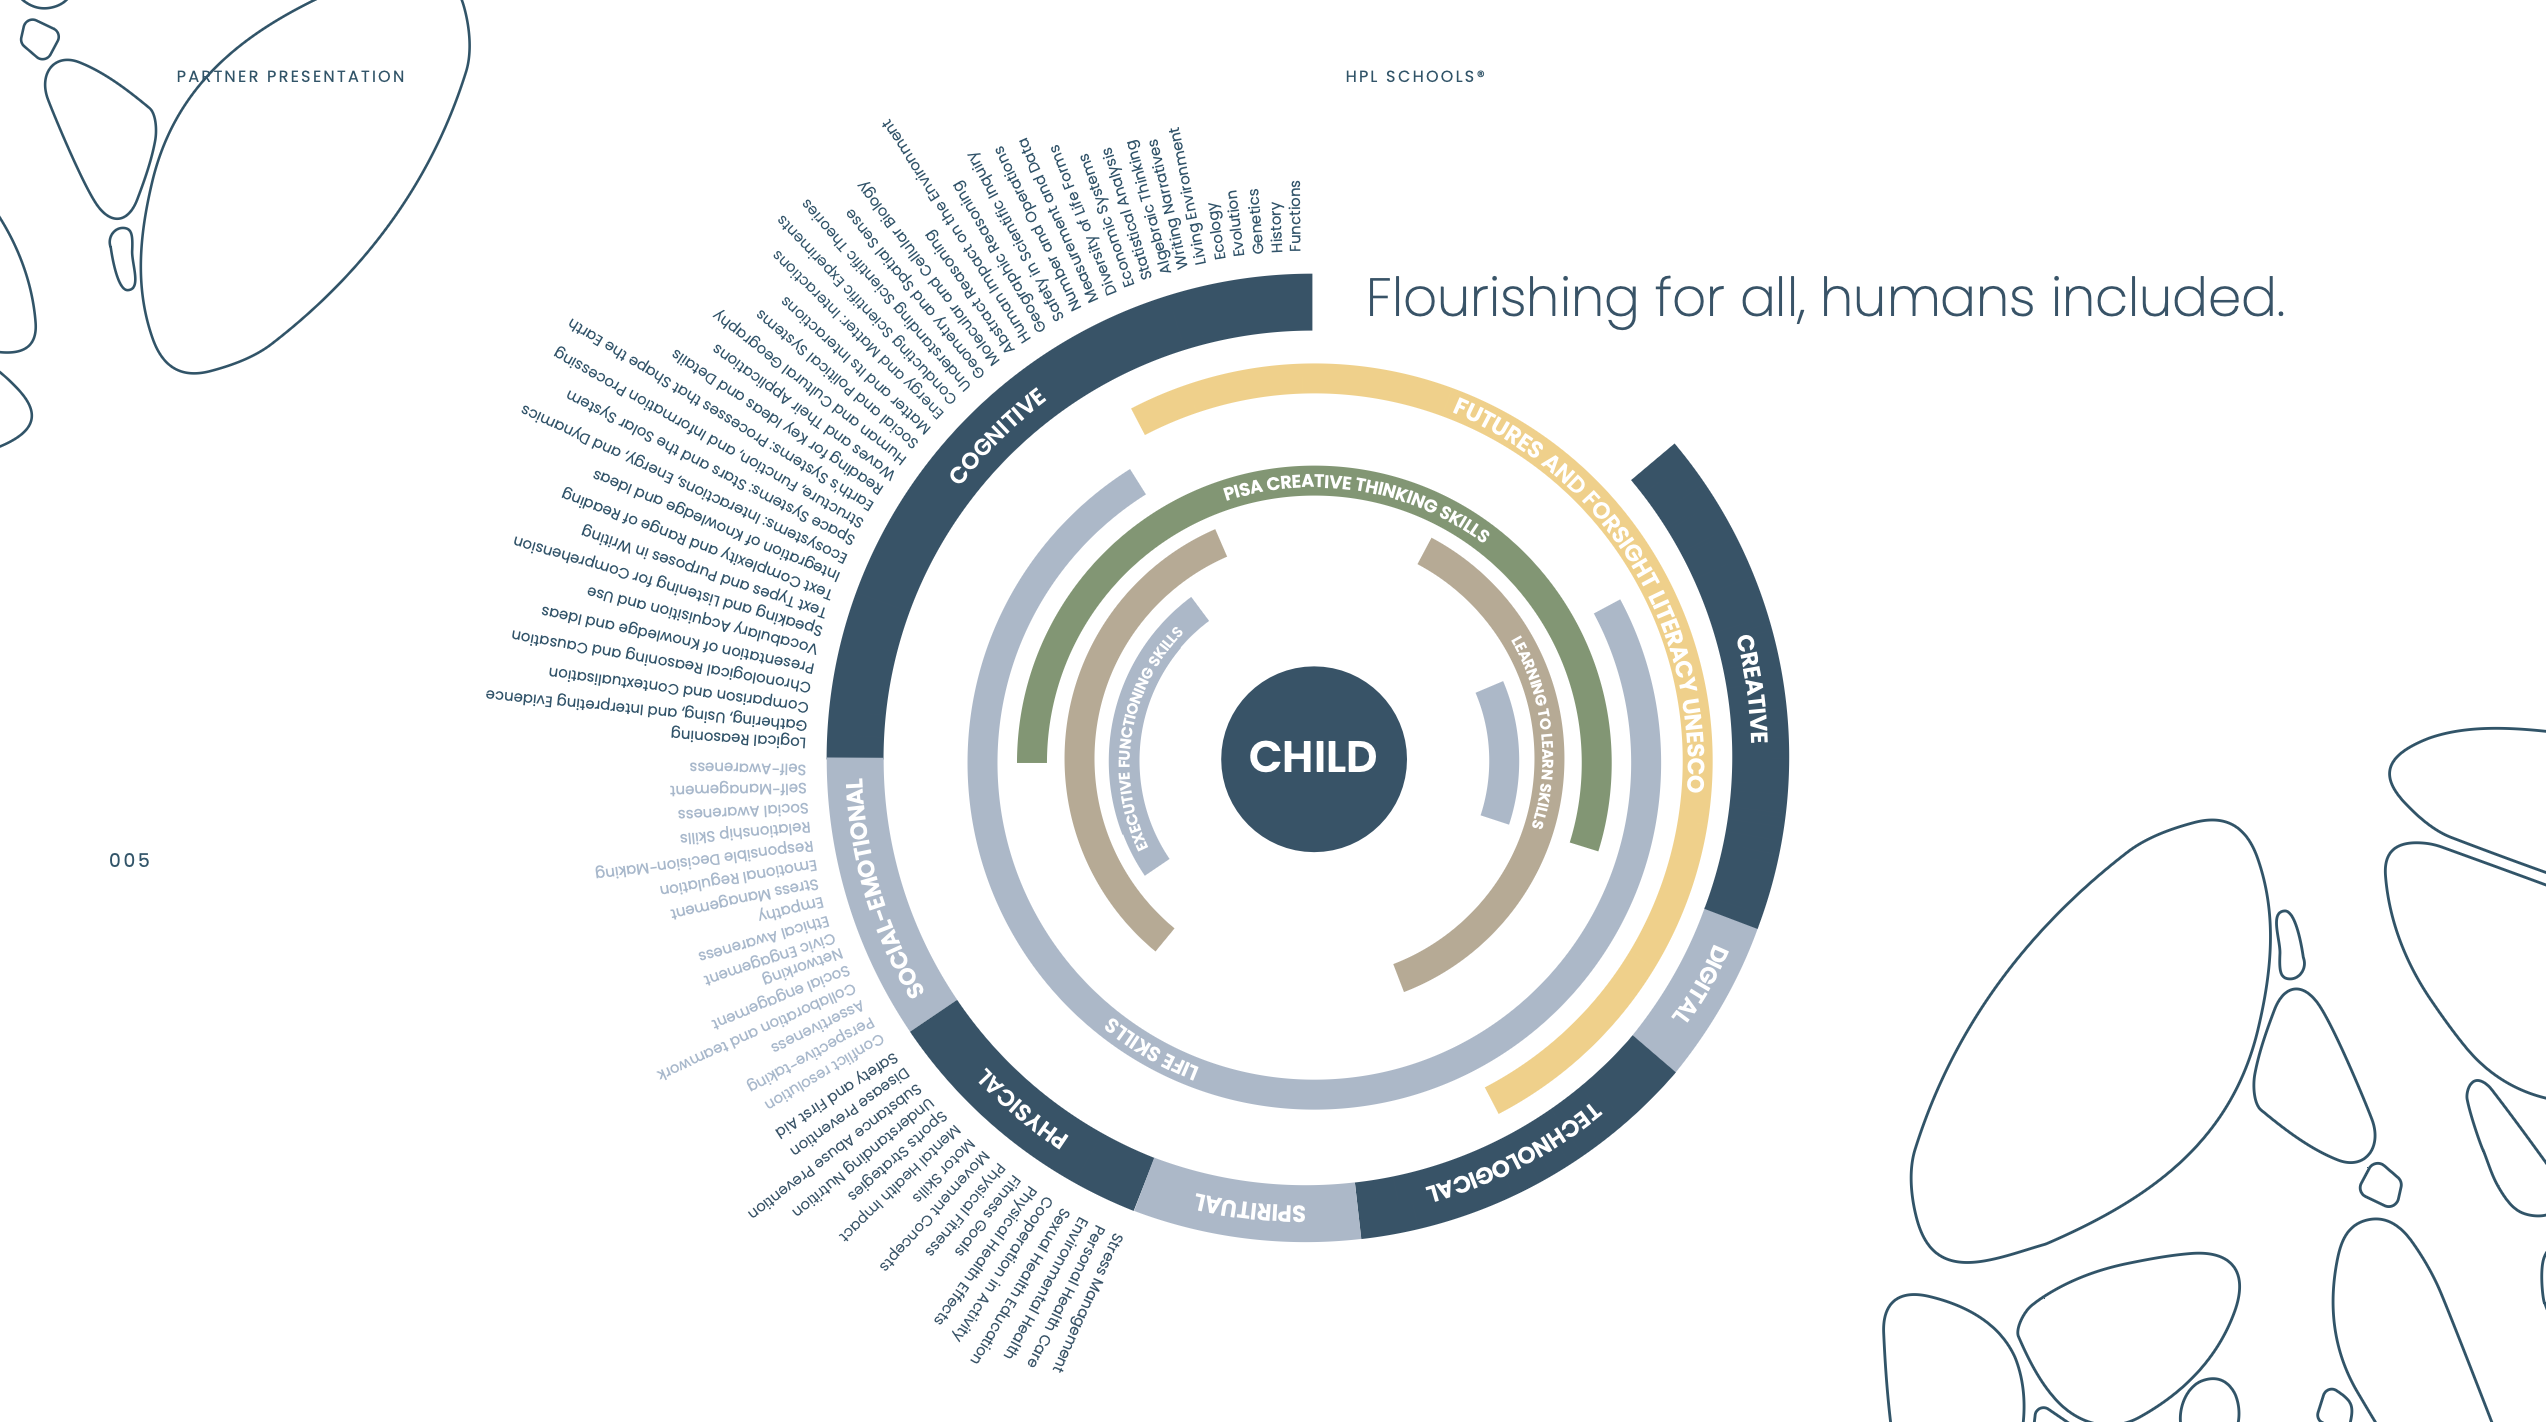 PARTNER PRESENTATION
HPL SCHOOLS®
Flourishing for all, humans included.
005
CHILD
COGNITIVE
CREATIVE
DIGITAL
TECHNOLOGICAL
SPIRITUAL
PHYSICAL
SOCIAL-EMOTIONAL
FUTURES AND FORSIGHT LITERACY UNESCO
PISA CREATIVE THINKING SKILLS
LEARNING TO LEARN SKILLS
EXECUTIVE FUNCTIONING SKILLS
LIFE SKILLS
Functions
History
Genetics
Evolution
Ecology
Living Environment
Writing Narratives
Algebraic Thinking
Statistical Analysis
Economic Systems
Diversity of Life Forms
Measurement and Data
Number and Operations
Safety in Scientific Inquiry
Geographic Reasoning
Human Impact on the Environment
Abstract Reasoning
Molecular and Cellular Biology
Geometry and Spatial Sense
Understanding Scientific Theories
Conducting Scientific Experiments
Energy and Matter: Interactions
Matter and Its Interactions
Social and Political Systems
Human and Cultural Geography
Waves and Their Applications
Reading for Key Ideas and Details
Earth's Systems: Processes that Shape the Earth
Structure, Function, and Information Processing
Space Systems: Stars and the Solar System
Ecosystems: Interactions, Energy, and Dynamics
Integration of Knowledge and Ideas
Text Complexity and Range of Reading
Text Types and Purposes in Writing
Speaking and Listening for Comprehension
Vocabulary Acquisition and Use
Presentation of Knowledge and Ideas
Chronological Reasoning and Causation
Comparison and Contextualisation
Gathering, Using, and Interpreting Evidence
Logical Reasoning
Self-Awareness
Self-Management
Social Awareness
Relationship Skills
Responsible Decision-Making
Emotional Regulation
Stress Management
Empathy
Ethical Awareness
Civic Engagement
Networking
Social engagement
Collaboration and teamwork
Assertiveness
Perspective-taking
Conflict resolution
Safety and First Aid
Disease Prevention
Substance Abuse Prevention
Understanding Nutrition
Sports Strategies
Mental Health Impact
Motor Skills
Movement Concepts
Physical Fitness
Fitness Goals
Physical Health Effects
Cooperation in Activity
Sexual Health Education
Environmental Health
Personal Health Care
Stress Management